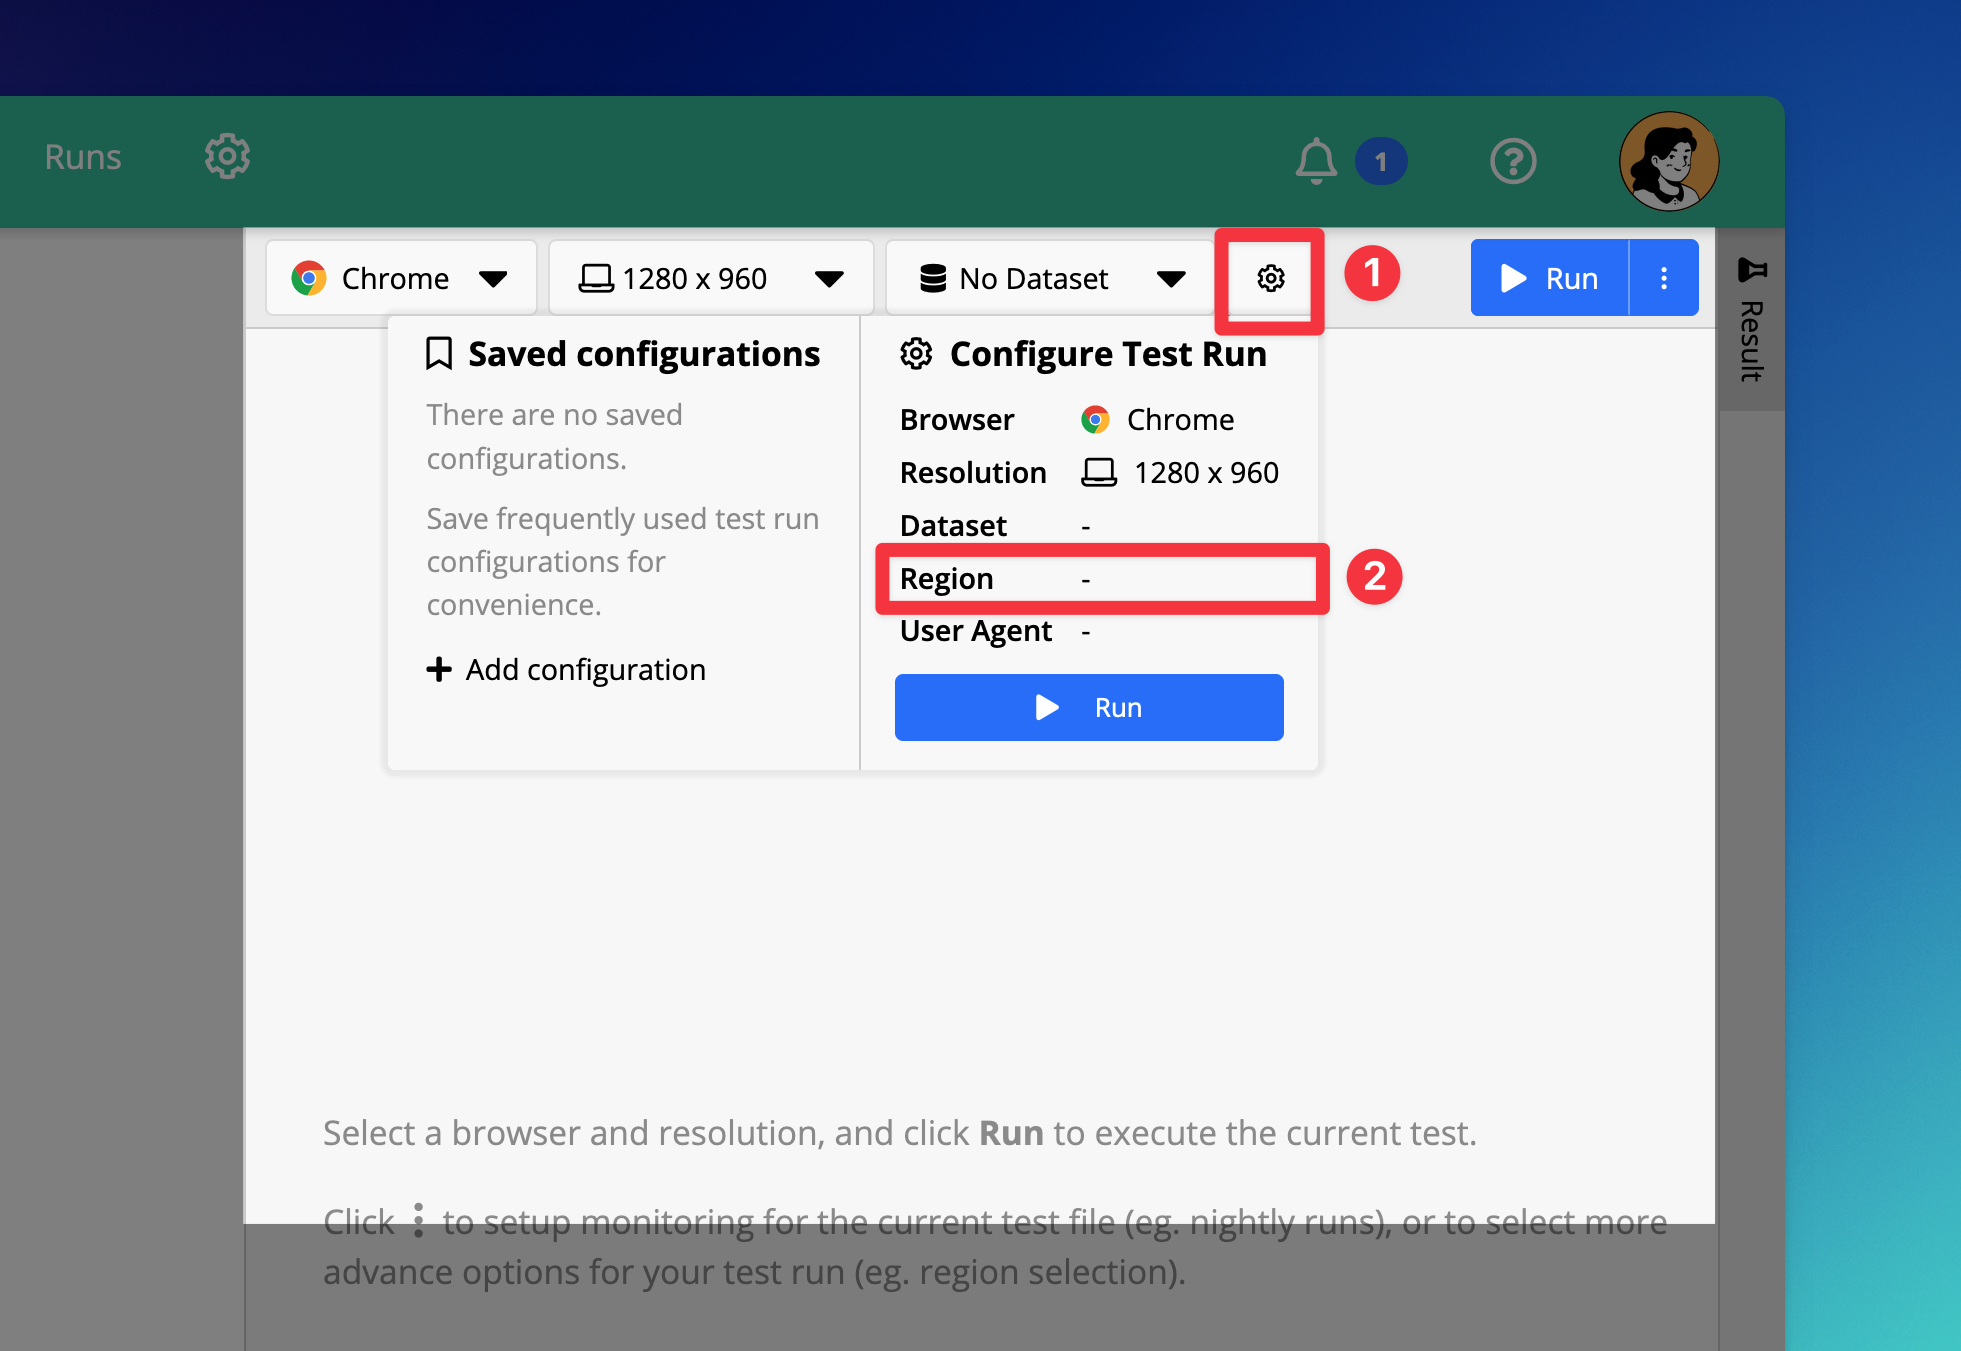 Runs
1
Chrome
1280 x 960
No Dataset
1
Run
Result
Saved configurations
There are no saved
configurations.
Save frequently used test run
configurations for
convenience.
Add configuration
Configure Test Run
Browser Chrome
Resolution 1280 x 960
Dataset -
Region -
2
User Agent -
Run
Select a browser and resolution, and click Run to execute the current test.
Click ⋮ to setup monitoring for the current test file (eg. nightly runs), or to select more
advance options for your test run (eg. region selection).